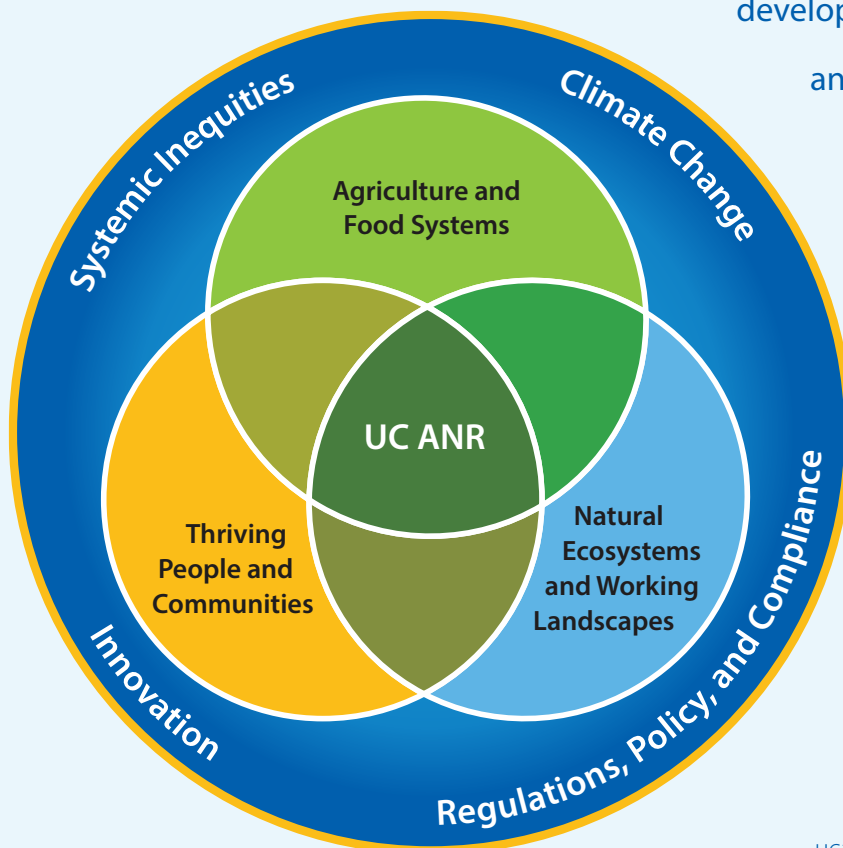 develop
an
Systemic Inequities
Climate Change
Agriculture and
Food Systems
UC ANR
Thriving
People and
Communities
Natural
Ecosystems
and Working
Landscapes
Innovation
Regulations, Policy, and Compliance